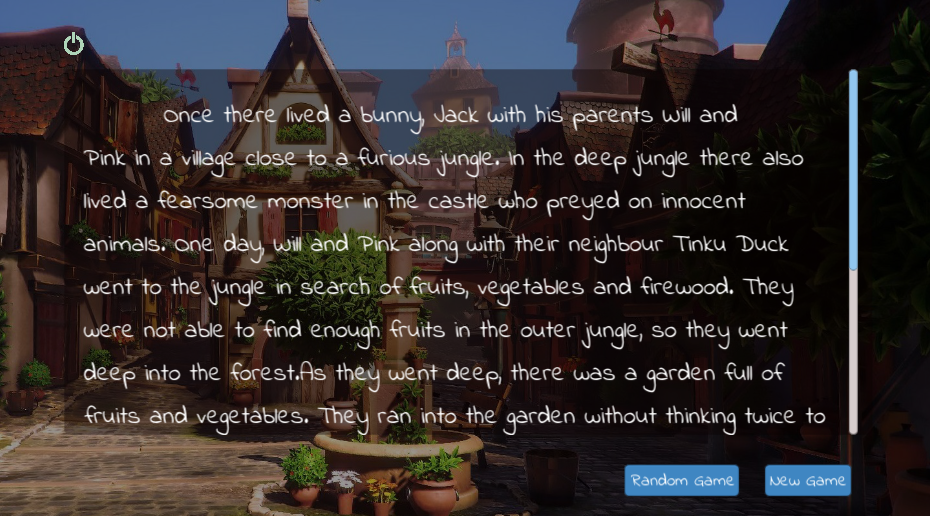 Once there lived a bunny, Jack with his parents Will and
Pink in a village close to a furious jungle. In the deep jungle there also
lived a fearsome monster in the castle who preyed on innocent
animals. One day, Will and Pink along with their neighbour Tinku Duck
went to the jungle in search of fruits, vegetables and firewood. They
were not able to find enough fruits in the outer jungle, so they went
deep into the forest.As they went deep, there was a garden full of
fruits and vegetables. They ran into the garden without thinking twice to
Random Game
New Game